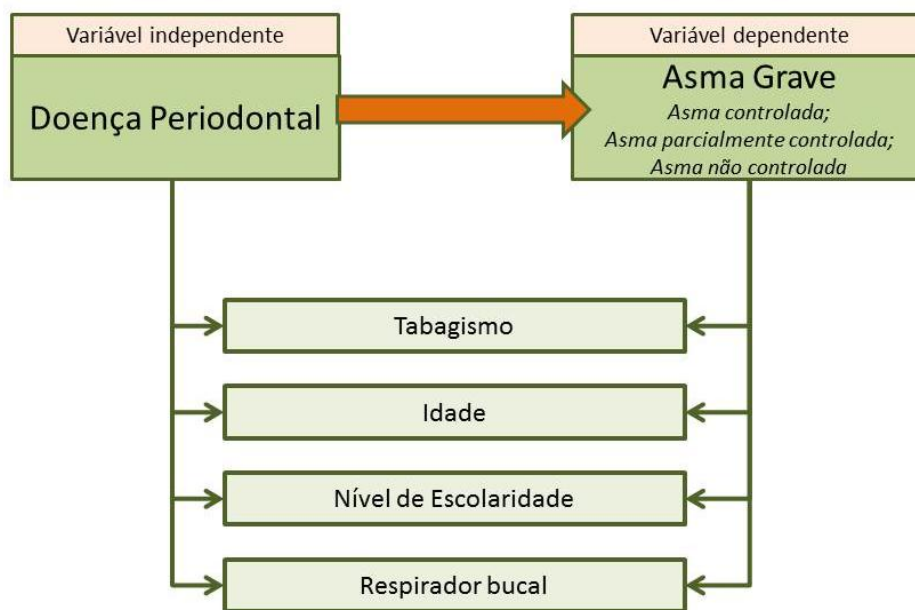 Variável independente
Doença Periodontal
Variável dependente
Asma Grave
Asma controlada;
Asma parcialmente controlada;
Asma não controlada
Tabagismo
Idade
Nível de Escolaridade
Respirador bucal